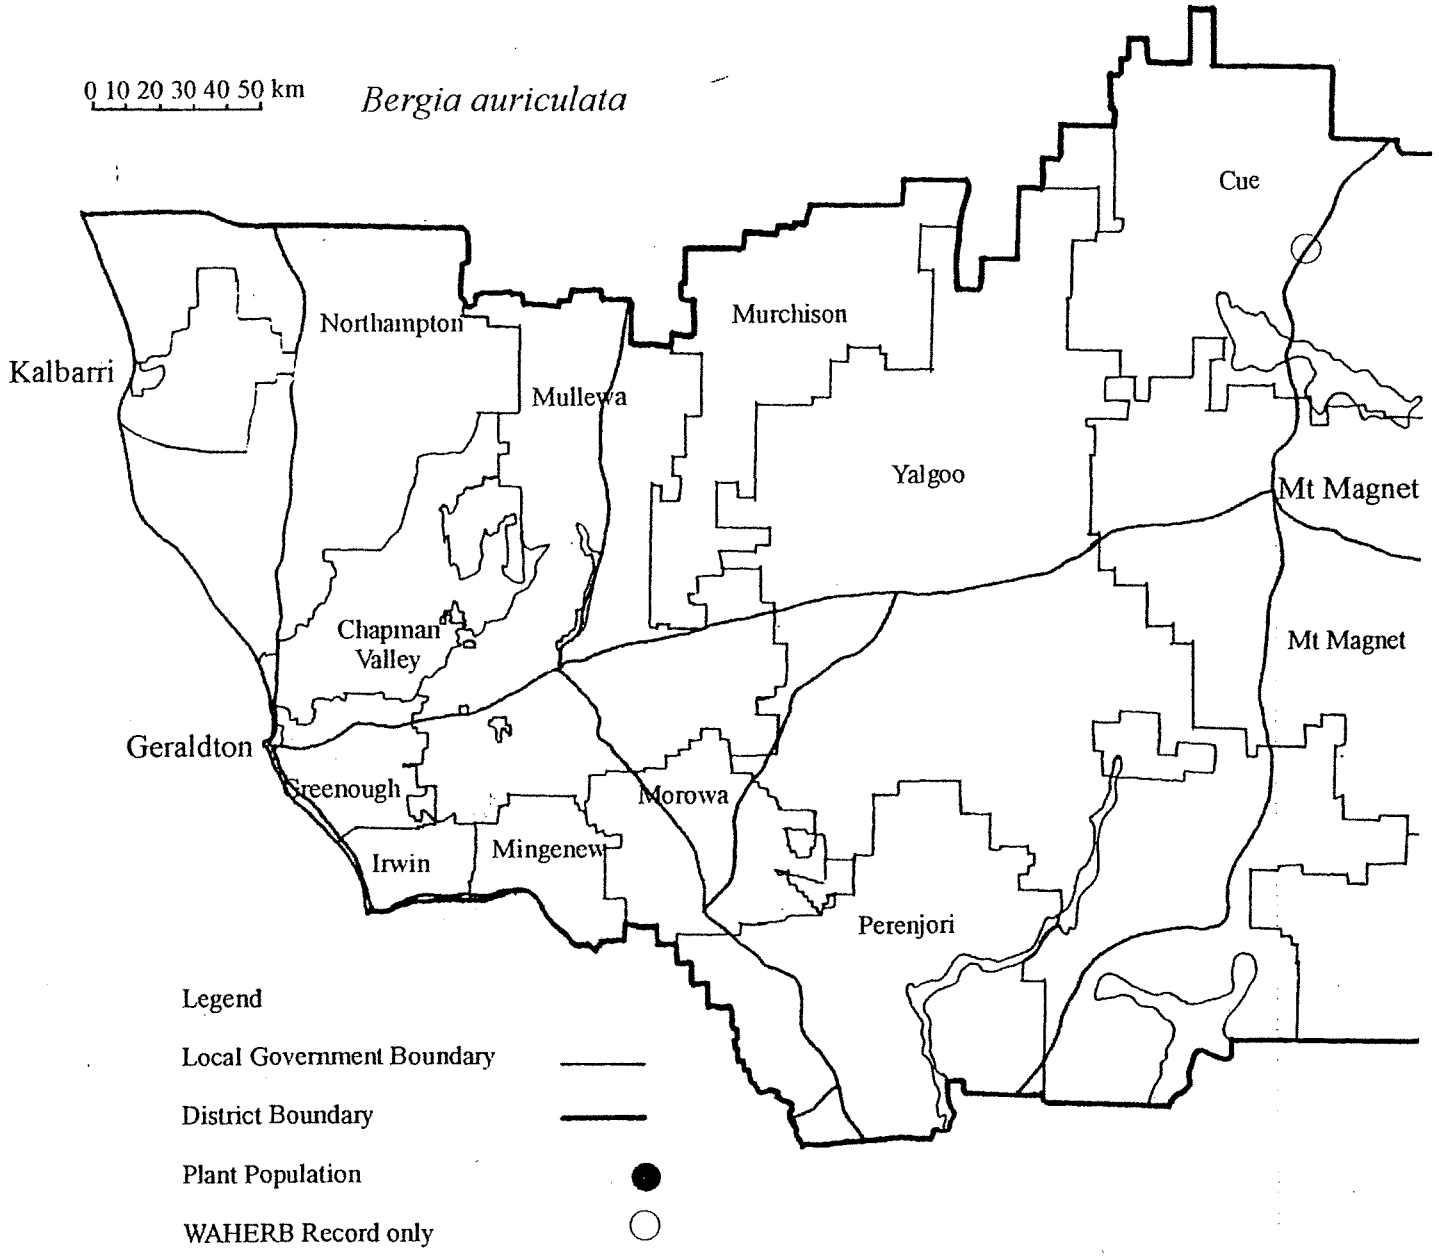 0 10 20 30 40 50 km
Bergia auriculata
Cue
Northampton
Murchison
Kalbarri
Mullewa
Yalgoo
Mt Magnet
Chapman
Valley
Mt Magnet
Geraldton
Greenough
Morowa
Irwin
Mingenew
Perenjori
Legend
Local Government Boundary
District Boundary
Plant Population
WAHERB Record only